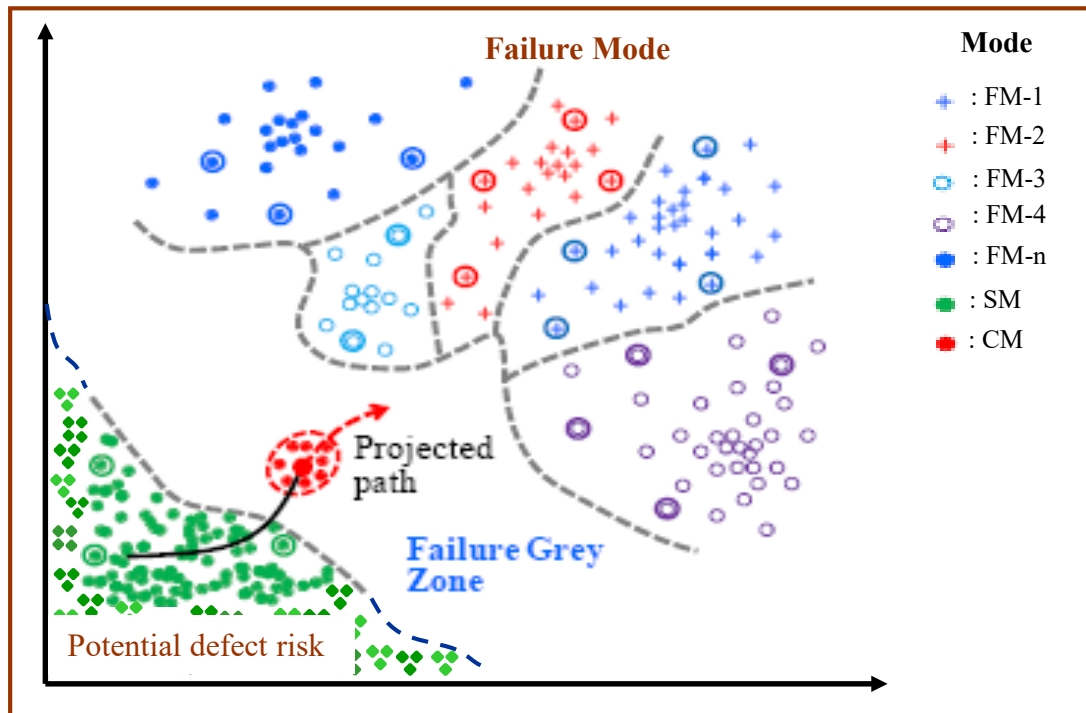 Failure Mode
Mode
: FM-1
: FM-2
: FM-3
: FM-4
: FM-n
: SM
: CM
Projected
path
Failure Grey
Zone
Potential defect risk